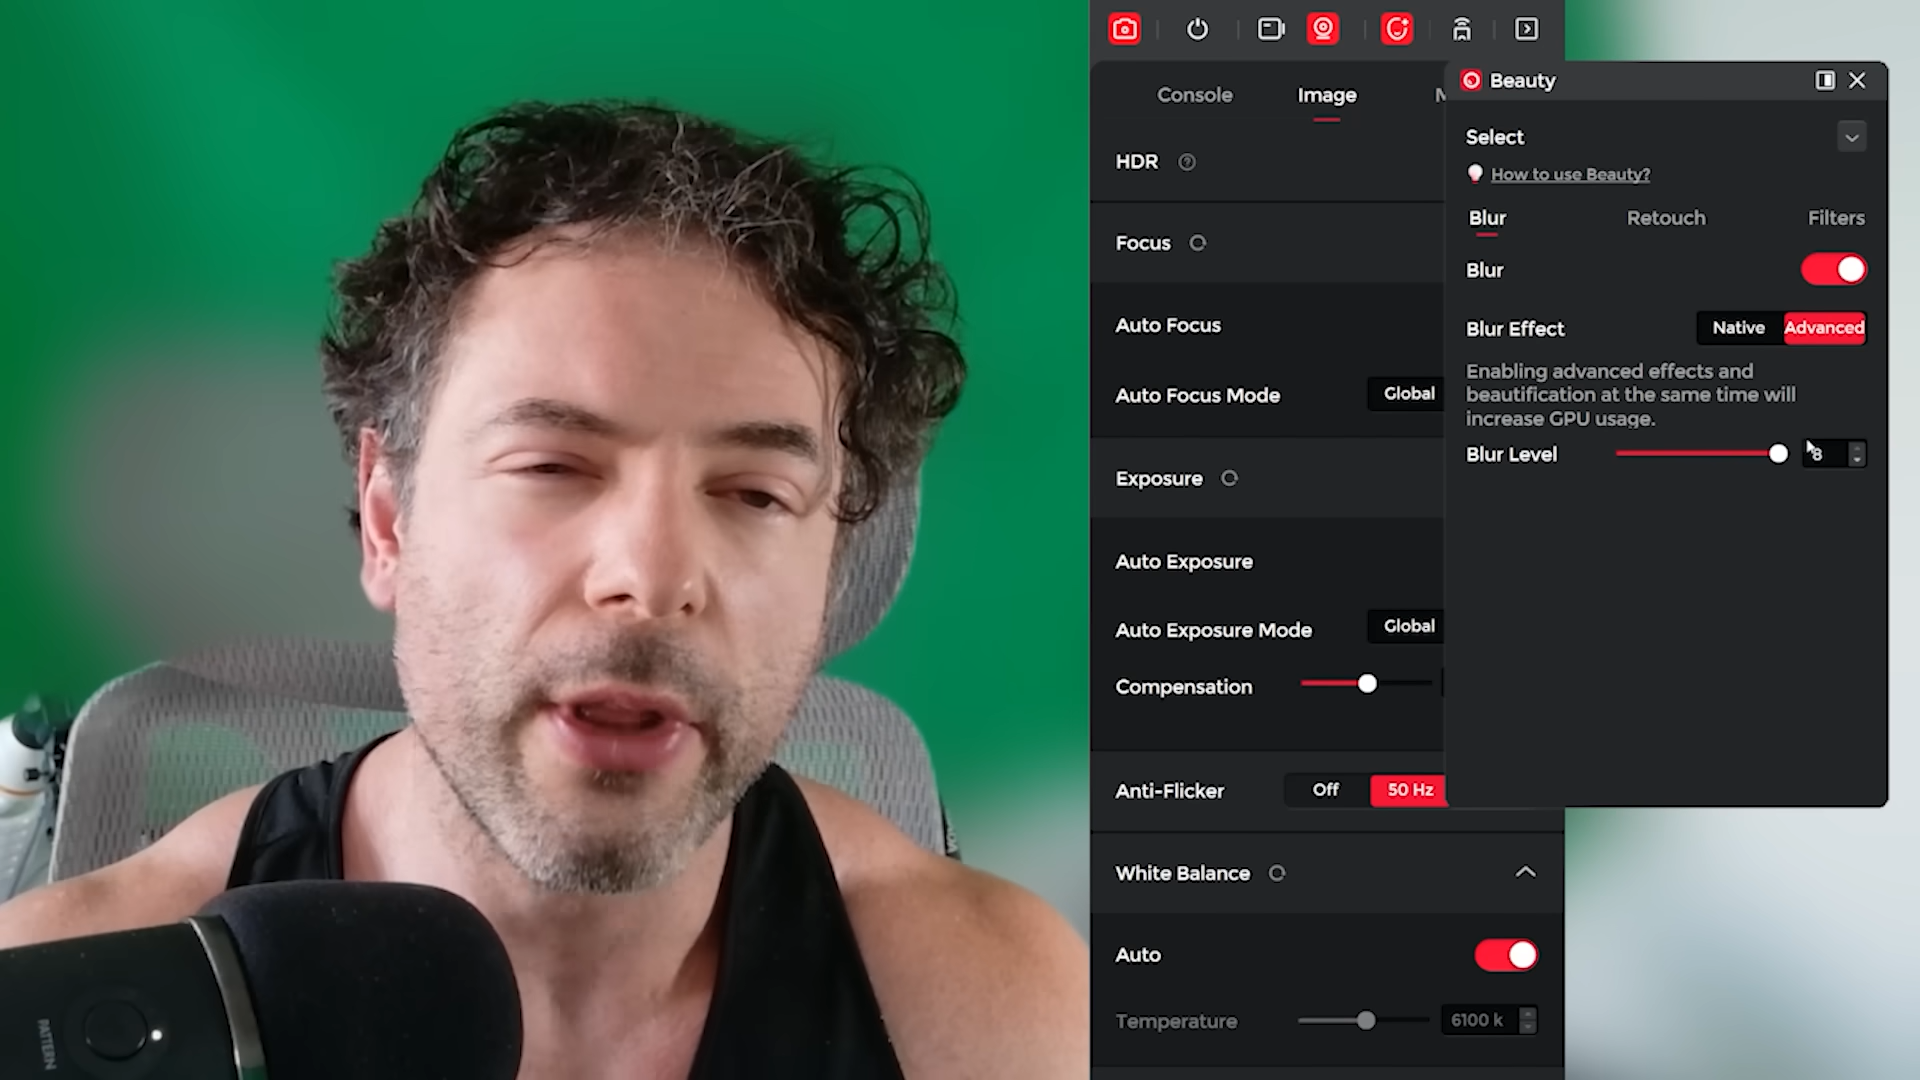 Console
Image
HDR
Focus
Auto Focus
Auto Focus Mode
Global
Exposure
Auto Exposure
Auto Exposure Mode
Global
Compensation
Anti-Flicker
Off
50 Hz
White Balance
Auto
Temperature
6100 k
Beauty
Select
How to use Beauty?
Blur
Retouch
Filters
Blur
Blur Effect
Native
Advanced
Enabling advanced effects and
beautification at the same time will
increase GPU usage.
Blur Level
8
PATTERN